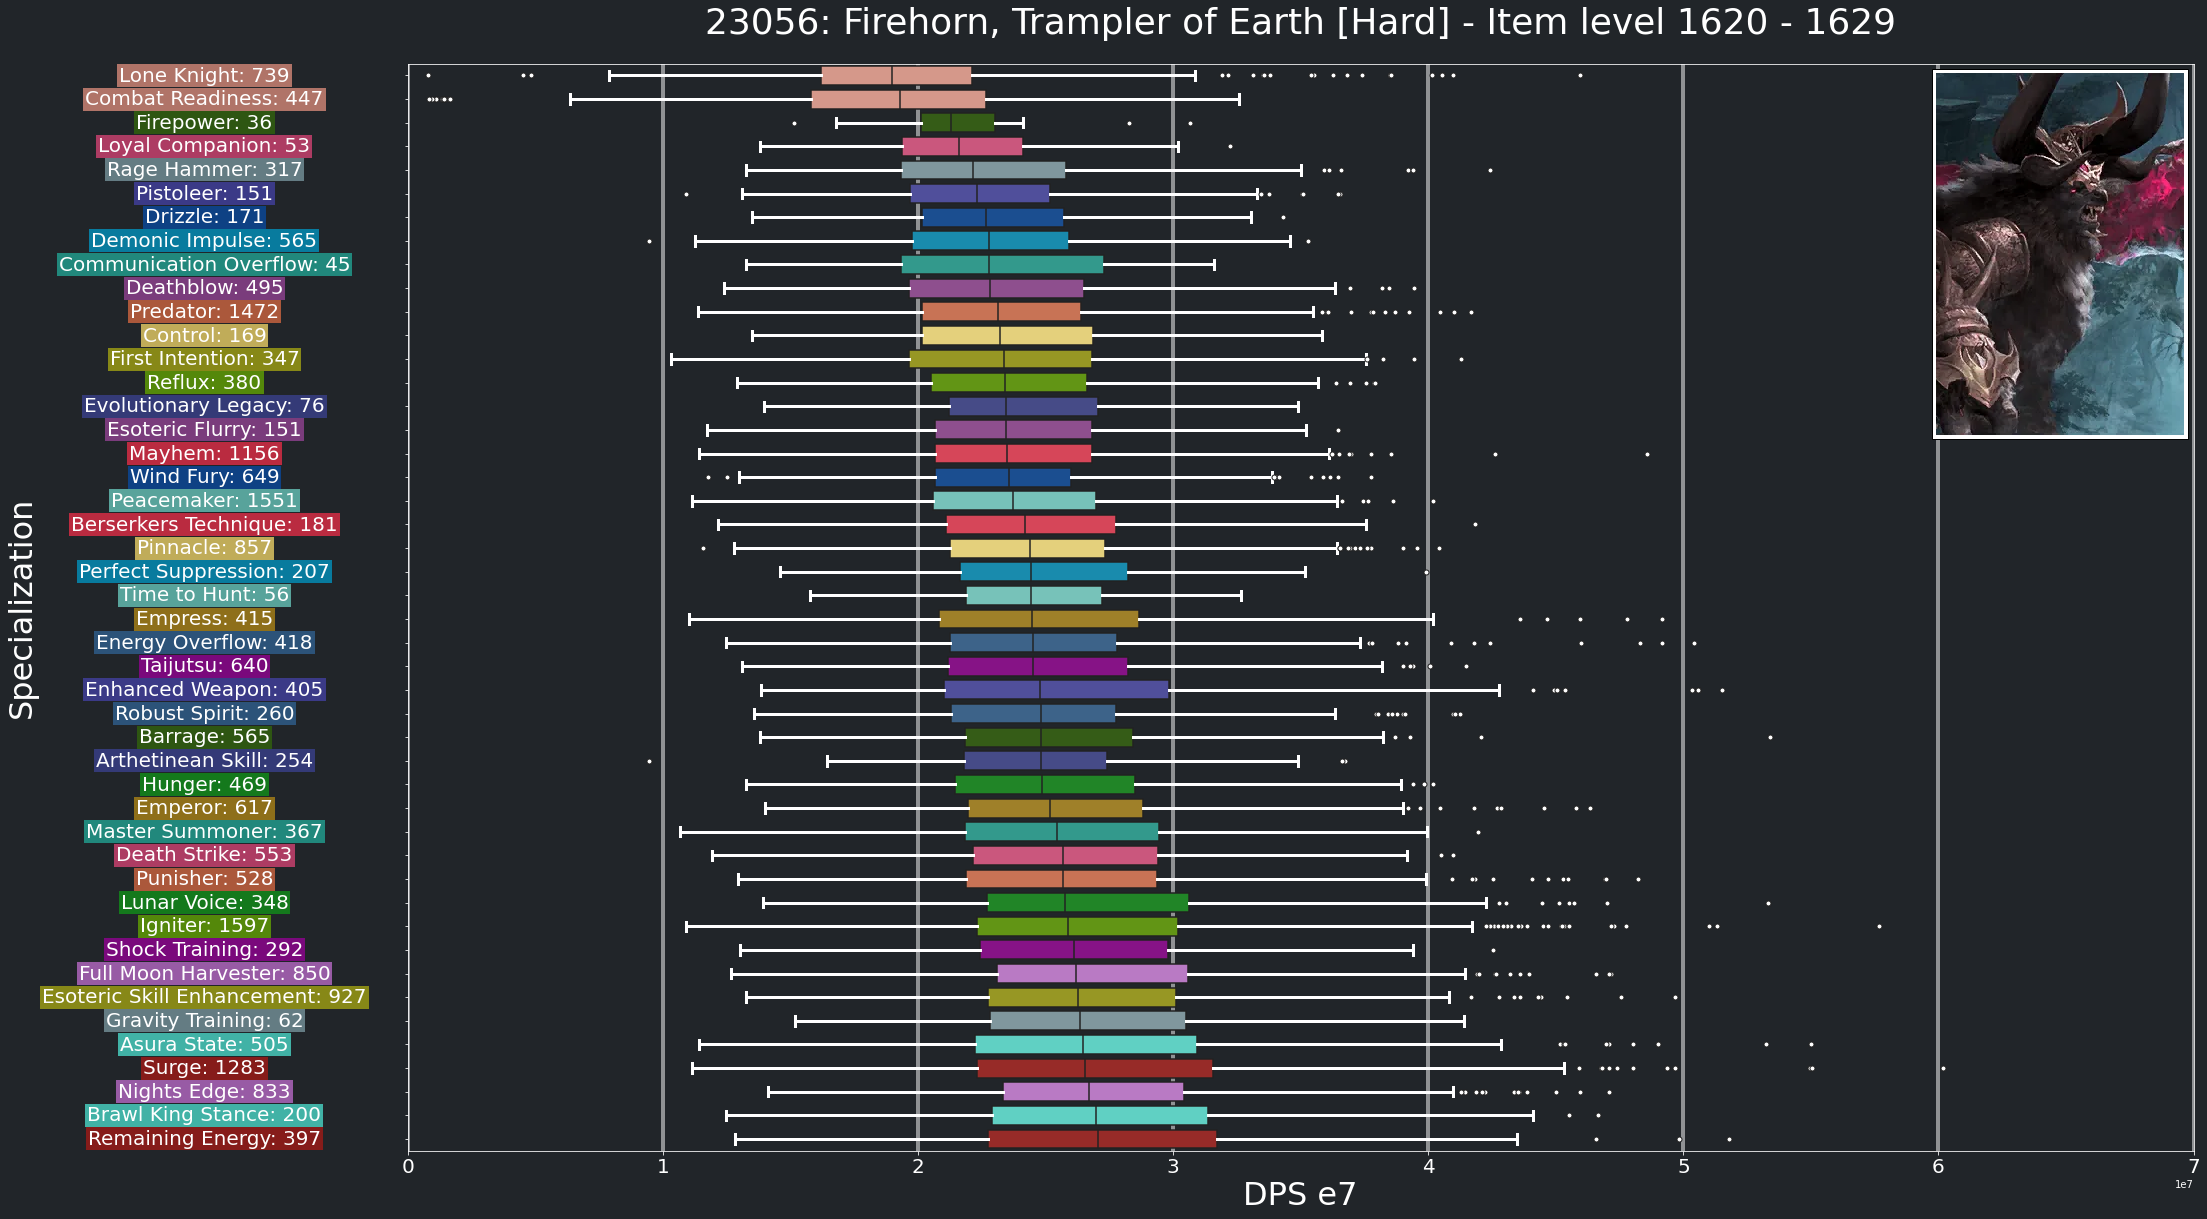 23056: Firehorn, Trampler of Earth [Hard] - Item level 1620 - 1629
Specialization
Lone Knight: 739
Combat Readiness: 447
Firepower: 36
Loyal Companion: 53
Rage Hammer: 317
Pistoleer: 151
Drizzle: 171
Demonic Impulse: 565
Communication Overflow: 45
Deathblow: 495
Predator: 1472
Control: 169
First Intention: 347
Reflux: 380
Evolutionary Legacy: 76
Esoteric Flurry: 151
Mayhem: 1156
Wind Fury: 649
Peacemaker: 1551
Berserkers Technique: 181
Pinnacle: 857
Perfect Suppression: 207
Time to Hunt: 56
Empress: 415
Energy Overflow: 418
Taijutsu: 640
Enhanced Weapon: 405
Robust Spirit: 260
Barrage: 565
Arthetinean Skill: 254
Hunger: 469
Emperor: 617
Master Summoner: 367
Death Strike: 553
Punisher: 528
Lunar Voice: 348
Igniter: 1597
Shock Training: 292
Full Moon Harvester: 850
Esoteric Skill Enhancement: 927
Gravity Training: 62
Asura State: 505
Surge: 1283
Nights Edge: 833
Brawl King Stance: 200
Remaining Energy: 397
0 1 2 3 4 5 6 7
DPS e7
1e7